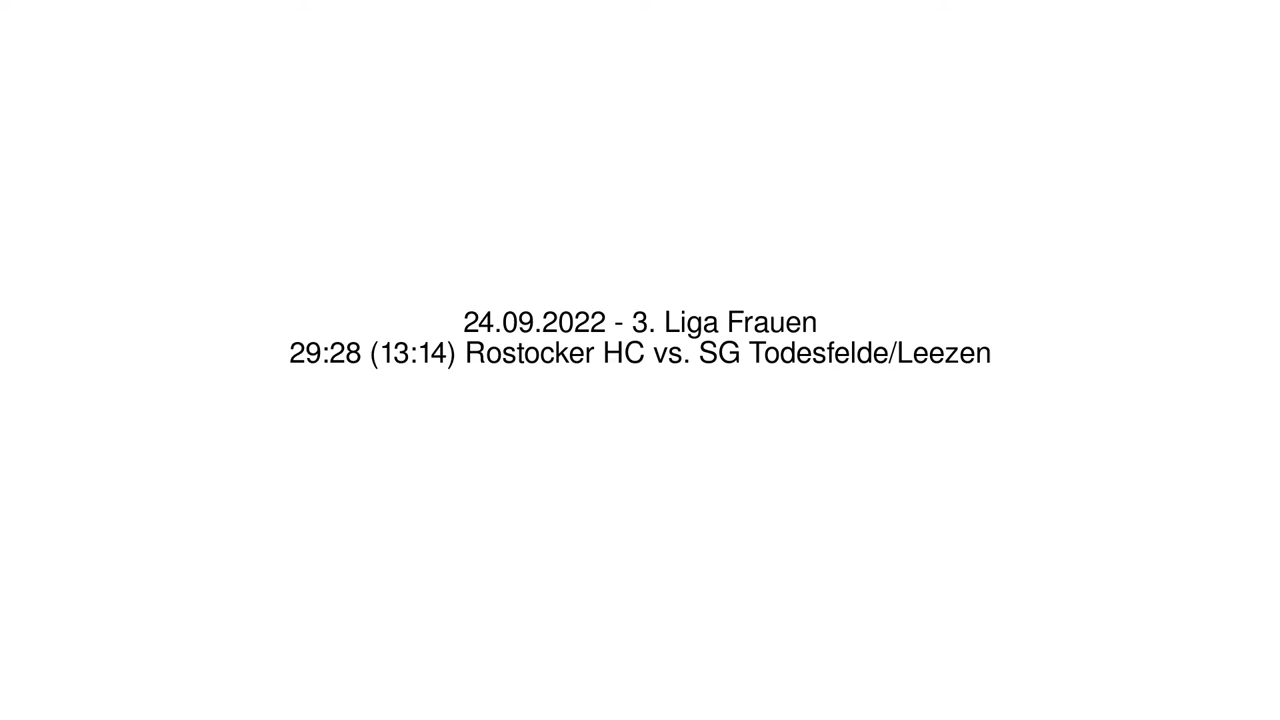 24.09.2022 - 3. Liga Frauen
29:28 (13:14) Rostocker HC vs. SG Todesfelde/Leezen